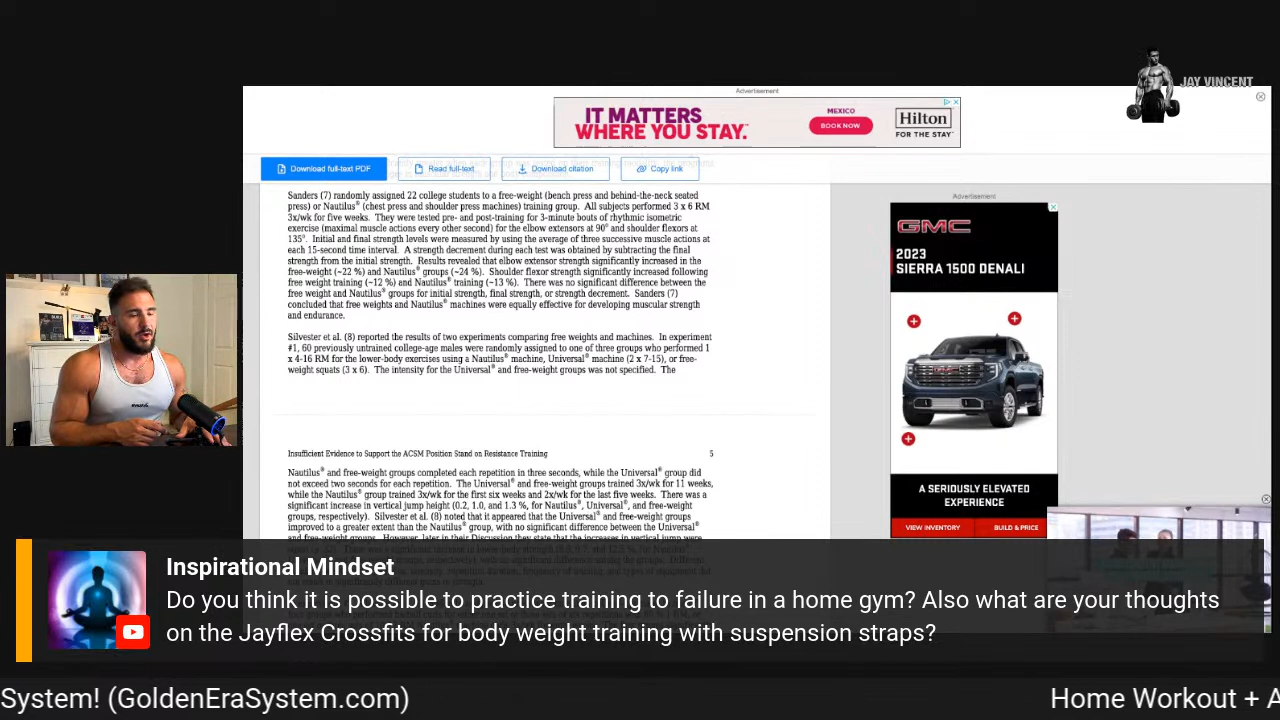 JAY VINCENT
Advertisement
IT MATTERS
WHERE YOU STAY.
MEXICO
BOOK NOW
Hilton
FOR THE STAY
Download full-text PDF
Read full-text
Download citation
Copy link
Sanders (7) randomly assigned 22 college students to a free-weight (bench press and behind-the-neck seated
press) or Nautilus® (chest press and shoulder press machines) training group. All subjects performed 3 x 6 RM
3x/wk for five weeks. They were tested pre- and post-training for 3-minute bouts of rhythmic isometric
exercise (maximal muscle actions every other second) for the elbow extensors at 90° and shoulder flexors at
135°. Initial and final strength levels were measured by using the average of three successive muscle actions at
each 15-second time interval. A strength decrement during each test was obtained by subtracting the final
strength from the initial strength. Results revealed that elbow extensor strength significantly increased in the
free-weight (~22 %) and Nautilus® groups (~24 %). Shoulder flexor strength significantly increased following
free weight training (~12 %) and Nautilus® training (~13 %). There was no significant difference between the
free weight and Nautilus® groups for initial strength, final strength, or strength decrement. Sanders (7)
concluded that free weights and Nautilus® machines were equally effective for developing muscular strength
and endurance.
Silvester et al. (8) reported the results of two experiments comparing free weights and machines. In experiment
#1, 60 previously untrained college-age males were randomly assigned to one of three groups who performed 1
x 4-16 RM for the lower-body exercises using a Nautilus® machine, Universal® machine (2 x 7-15), or free-
weight squats (3 x 6). The intensity for the Universal® and free-weight groups was not specified. The
Insufficient Evidence to Support the ACSM Position Stand on Resistance Training 5
Nautilus® and free-weight groups completed each repetition in three seconds, while the Universal® group did
not exceed two seconds for each repetition. The Universal® and free-weight groups trained 3x/wk for 11 weeks,
while the Nautilus® group trained 3x/wk for the first six weeks and 2x/wk for the last five weeks. There was a
significant increase in vertical jump height (0.2, 1.0, and 1.3 %, for Nautilus®, Universal®, and free-weight
groups, respectively). Silvester et al. (8) noted that it appeared that the Universal® and free-weight groups
improved to a greater extent than the Nautilus® group, with no significant difference between the Universal®
and free-weight groups. However, later in their Discussion they state that the increases in vertical jump were
Advertisement
GMC
2023
SIERRA 1500 DENALI
A SERIOUSLY ELEVATED
EXPERIENCE
VIEW INVENTORY
BUILD & PRICE
Inspirational Mindset
Do you think it is possible to practice training to failure in a home gym? Also what are your thoughts
on the Jayflex Crossfits for body weight training with suspension straps?
System! (GoldenEraSystem.com)
Home Workout + A